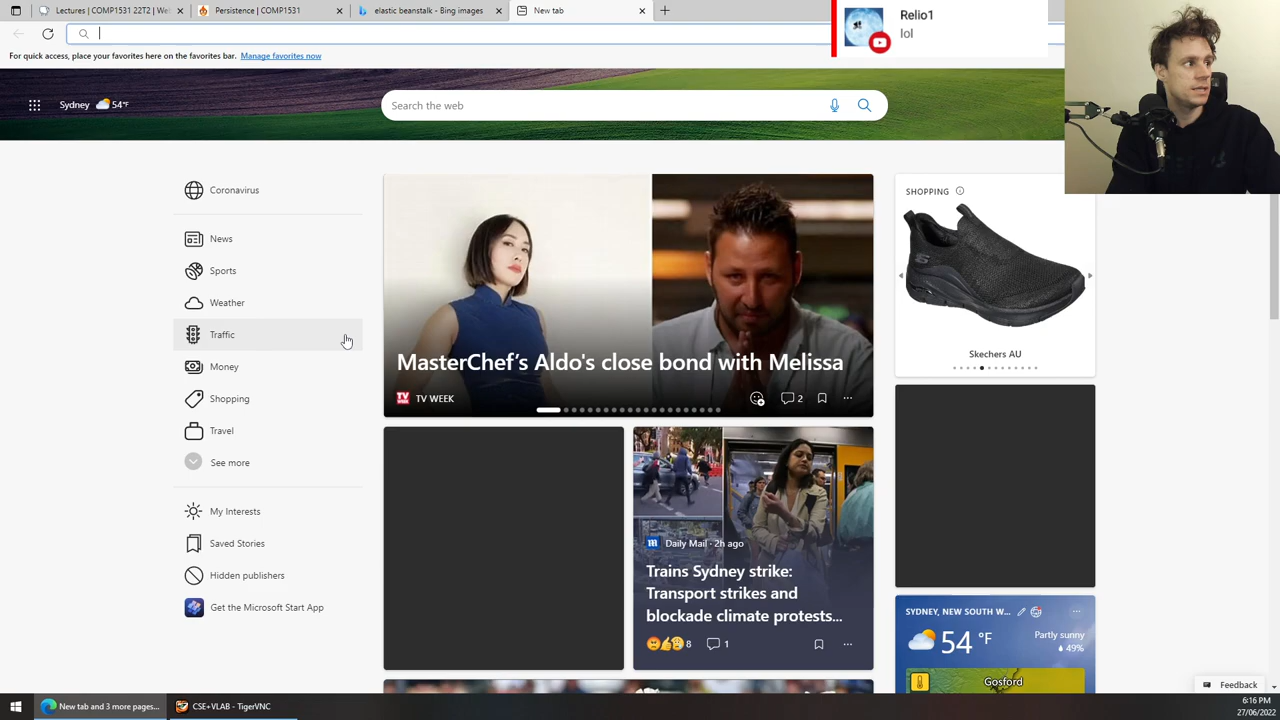 Lectures | COMP1531 22T2 | Web
Persistence | COMP1531
elastic beanstalk - Bing images
New tab
Relio1
lol
For quick access, place your favorites here on the favorites bar. Manage favorites now
Sydney 54°F
Search the web
Coronavirus
News
Sports
Weather
Traffic
Money
Shopping
Travel
See more
My Interests
Saved Stories
Hidden publishers
Get the Microsoft Start App
MasterChef's Aldo's close bond with Melissa
TV WEEK
2
Daily Mail · 2h ago
Trains Sydney strike:
Transport strikes and
blockade climate protests...
8 1
SHOPPING
Skechers AU
SYDNEY, NEW SOUTH W...
54 °F
Partly sunny
49%
Gosford
Feedback
New tab and 3 more pages...
CSE+VLAB - TigerVNC
6:16 PM
27/06/2022